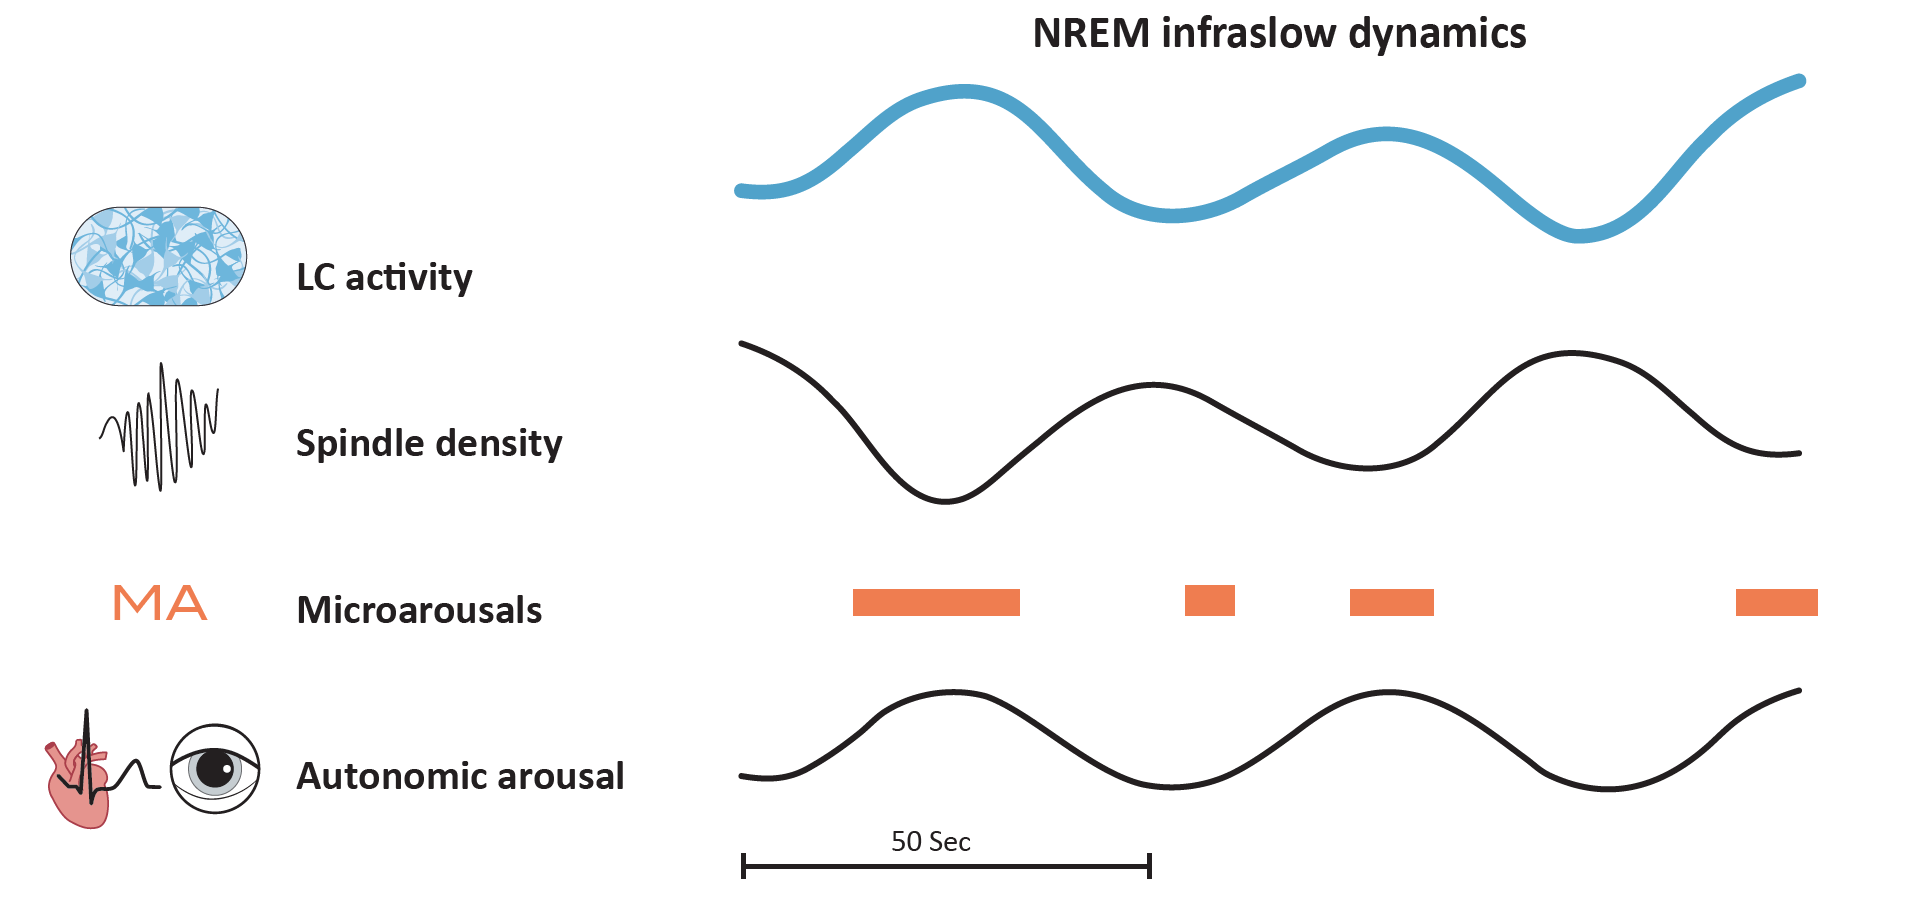 NREM infraslow dynamics
LC activity
Spindle density
MA Microarousals
Autonomic arousal
50 Sec